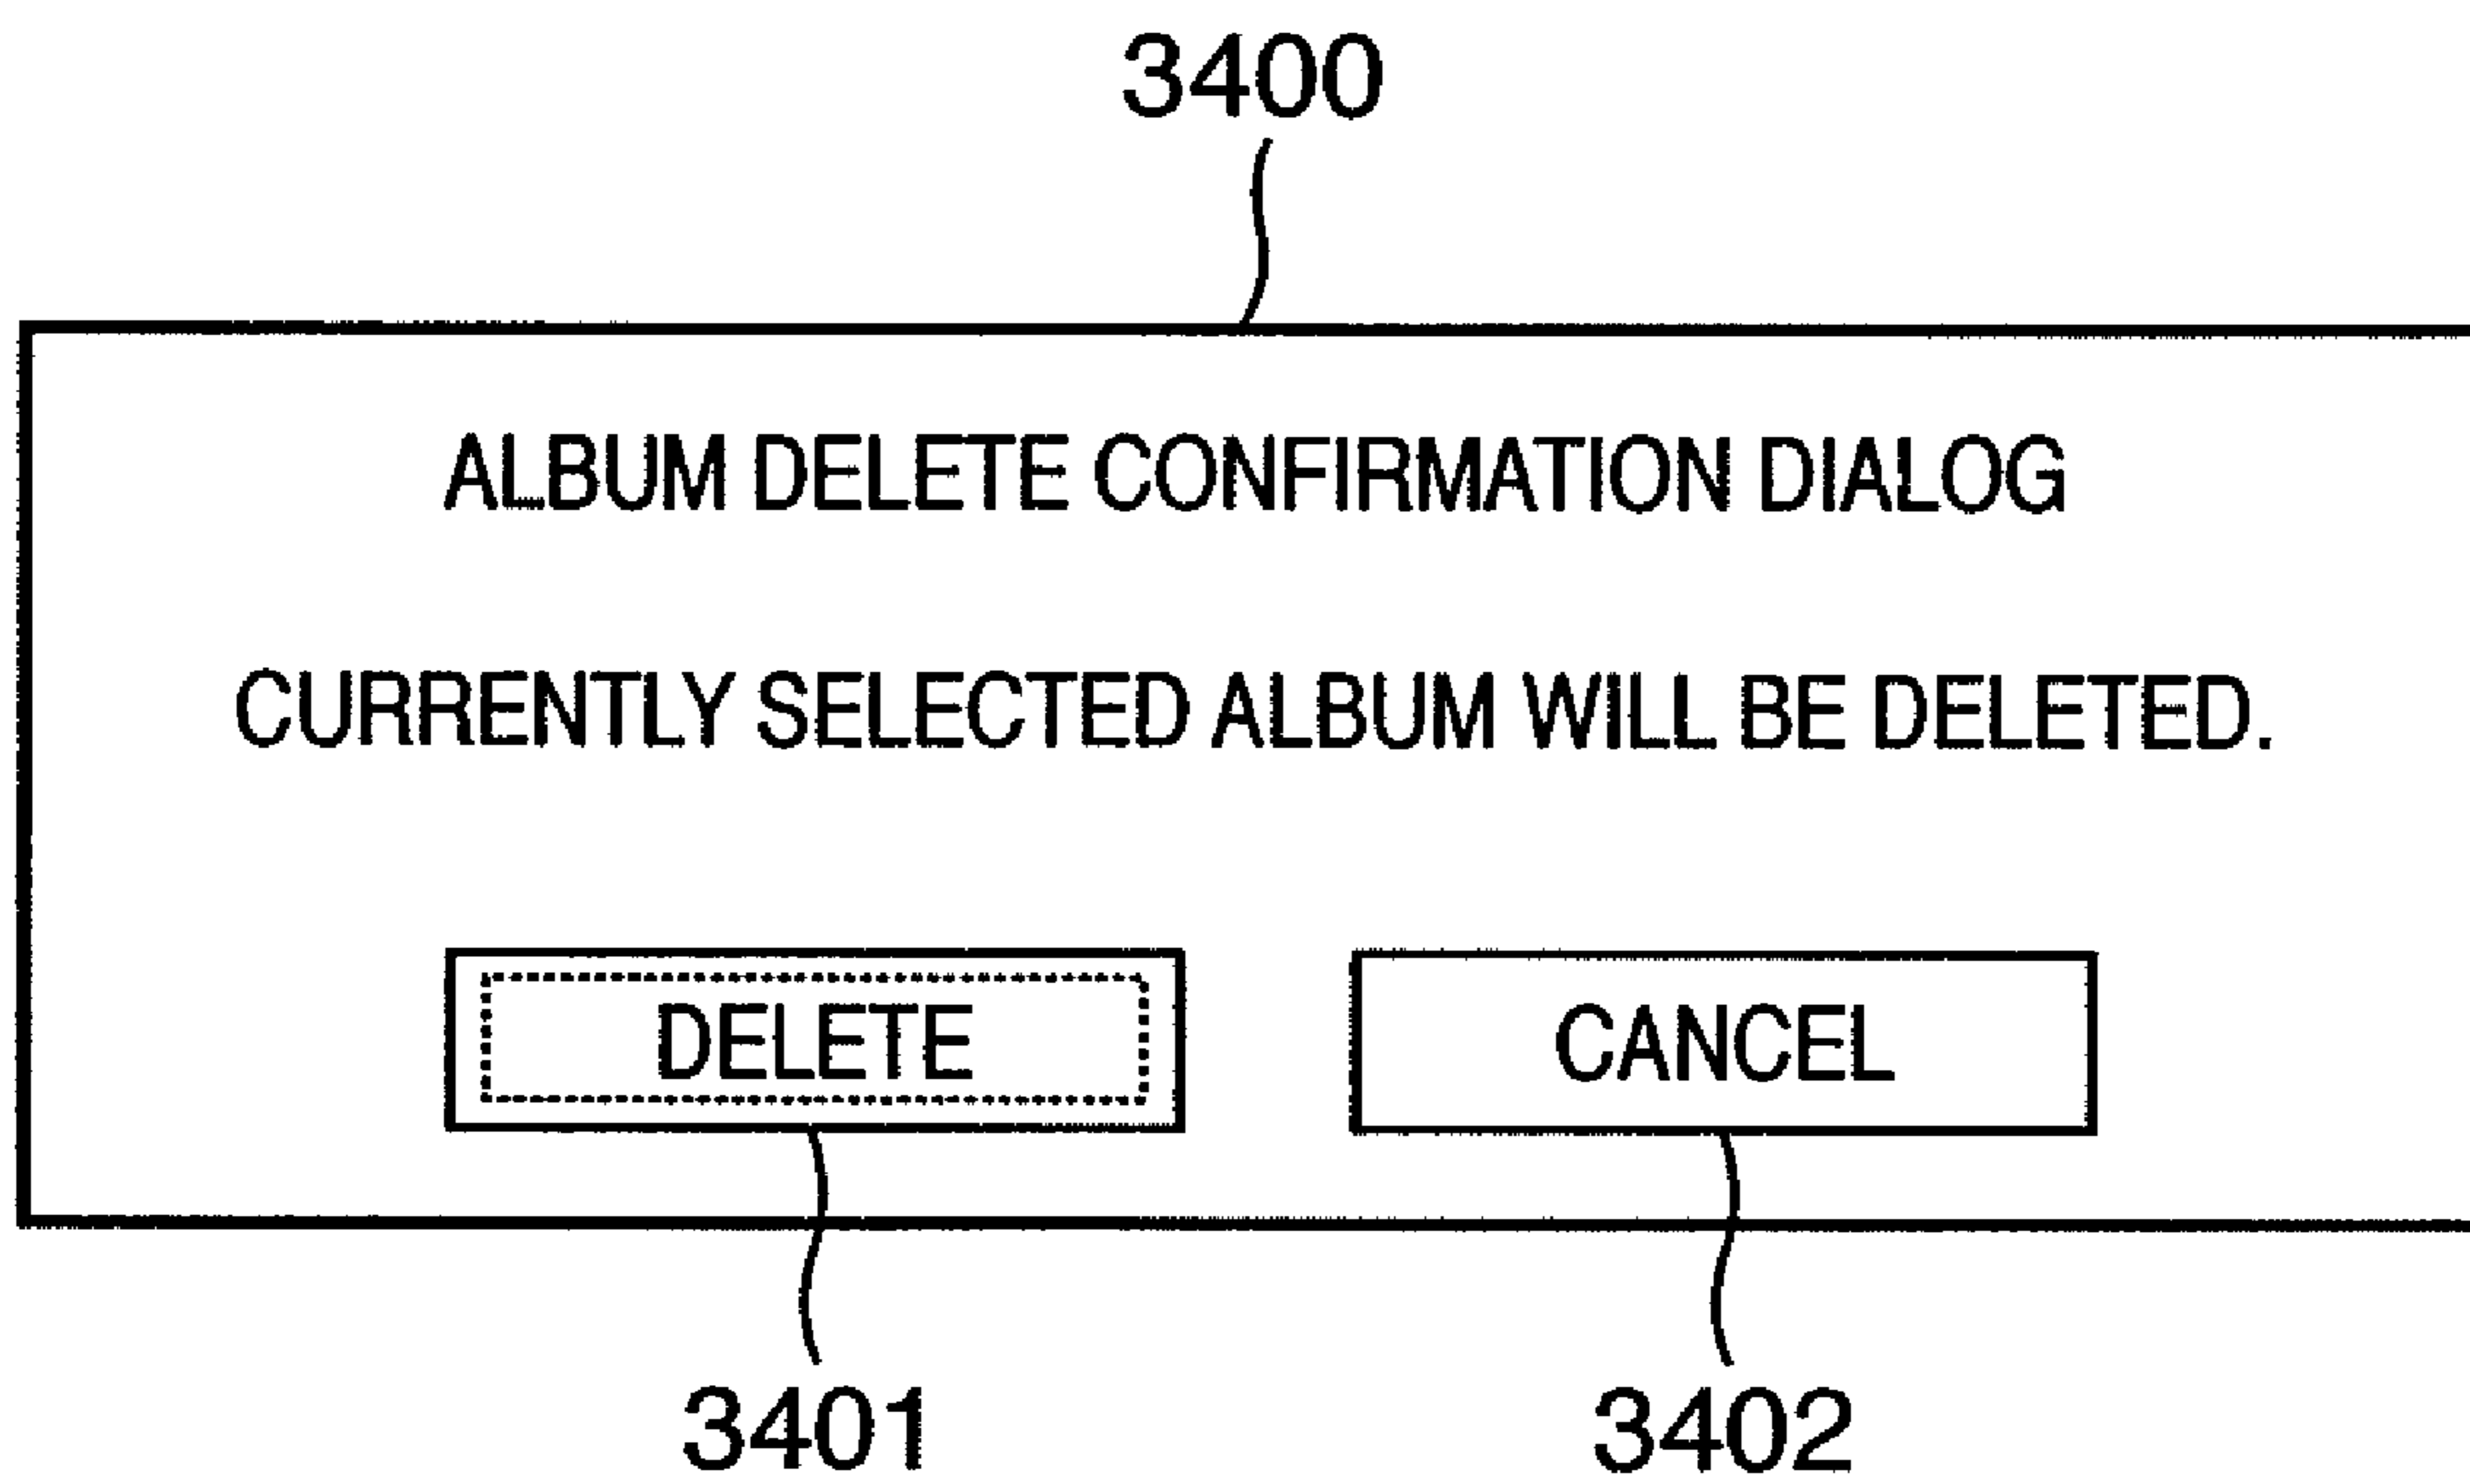 3400
ALBUM DELETE CONFIRMATION DIALOG
CURRENTLY SELECTED ALBUM WILL BE DELETED.
DELETE CANCEL
3401 3402